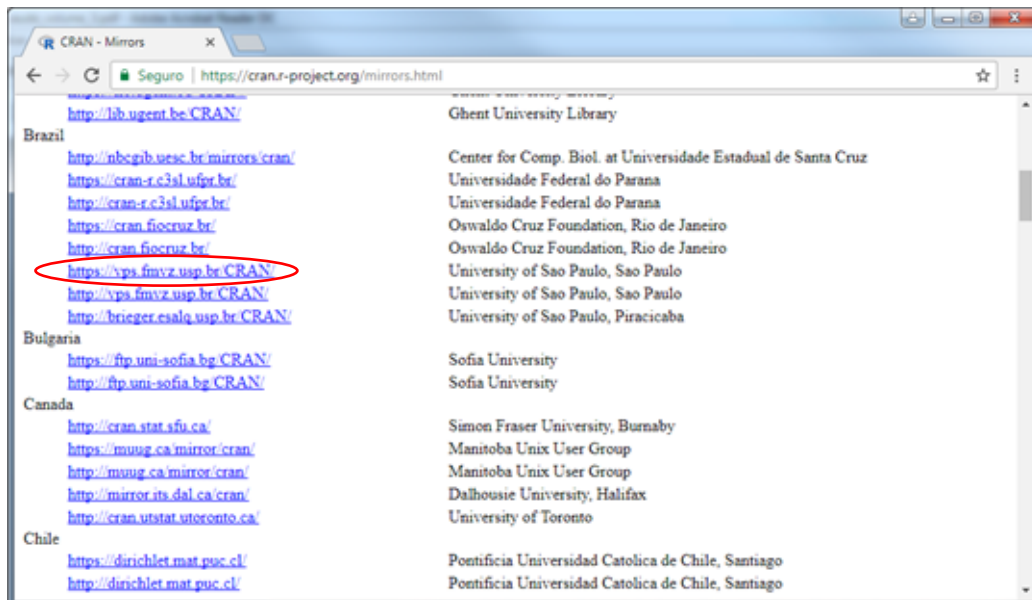 CRAN - Mirrors
Seguro | https://cran.r-project.org/mirrors.html
http://lib.ugent.be/CRAN/ Ghent University Library
Brazil
http://nbcgib.uesc.br/mirrors/cran/ Center for Comp. Biol. at Universidade Estadual de Santa Cruz
https://cran-r.c3sl.ufpr.br/ Universidade Federal do Parana
http://cran-r.c3sl.ufpr.br/ Universidade Federal do Parana
https://cran.fiocruz.br/ Oswaldo Cruz Foundation, Rio de Janeiro
http://cran.fiocruz.br/ Oswaldo Cruz Foundation, Rio de Janeiro
https://vps.fmvz.usp.br/CRAN/ University of Sao Paulo, Sao Paulo
http://vps.fmvz.usp.br/CRAN/ University of Sao Paulo, Sao Paulo
http://brieger.esalq.usp.br/CRAN/ University of Sao Paulo, Piracicaba
Bulgaria
https://ftp.uni-sofia.bg/CRAN/ Sofia University
http://ftp.uni-sofia.bg/CRAN/ Sofia University
Canada
http://cran.stat.sfu.ca/ Simon Fraser University, Burnaby
https://muug.ca/mirror/cran/ Manitoba Unix User Group
http://muug.ca/mirror/cran/ Manitoba Unix User Group
http://mirror.its.dal.ca/cran/ Dalhousie University, Halifax
http://cran.utstat.utoronto.ca/ University of Toronto
Chile
https://dirichlet.mat.puc.cl/ Pontificia Universidad Catolica de Chile, Santiago
http://dirichlet.mat.puc.cl/ Pontificia Universidad Catolica de Chile, Santiago